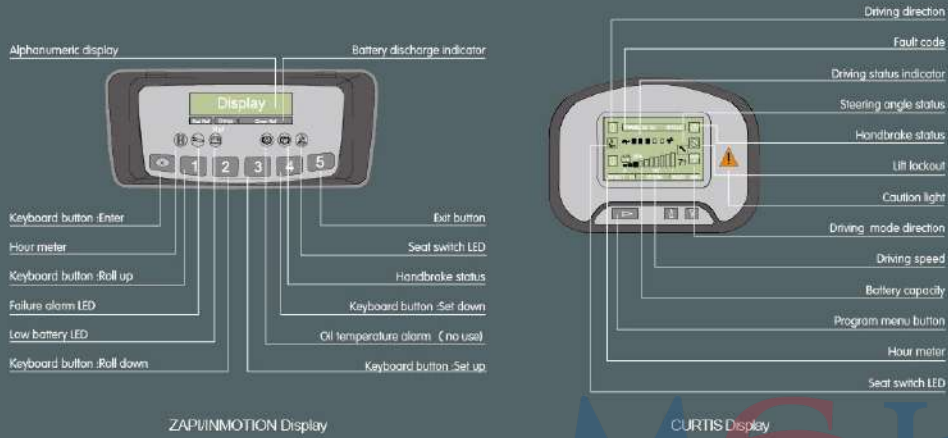 Alphanumeric display
Battery discharge indicator
Display
1
2
3
4
5
Keyboard button :Enter
Hour meter
Keyboard button :Roll up
Failure alarm LED
Low battery LED
Keyboard button :Roll down
Exit button
Seat switch LED
Handbrake status
Keyboard button :Set down
Oil temperature alarm ( no use)
Keyboard button :Set up
ZAPI/INMOTION Display
Driving direction
Fault code
Driving status indicator
Steering angle status
Handbrake status
Lift lockout
Caution light
Driving mode direction
Driving speed
Battery capacity
Program menu button
Hour meter
Seat switch LED
CURTIS Display